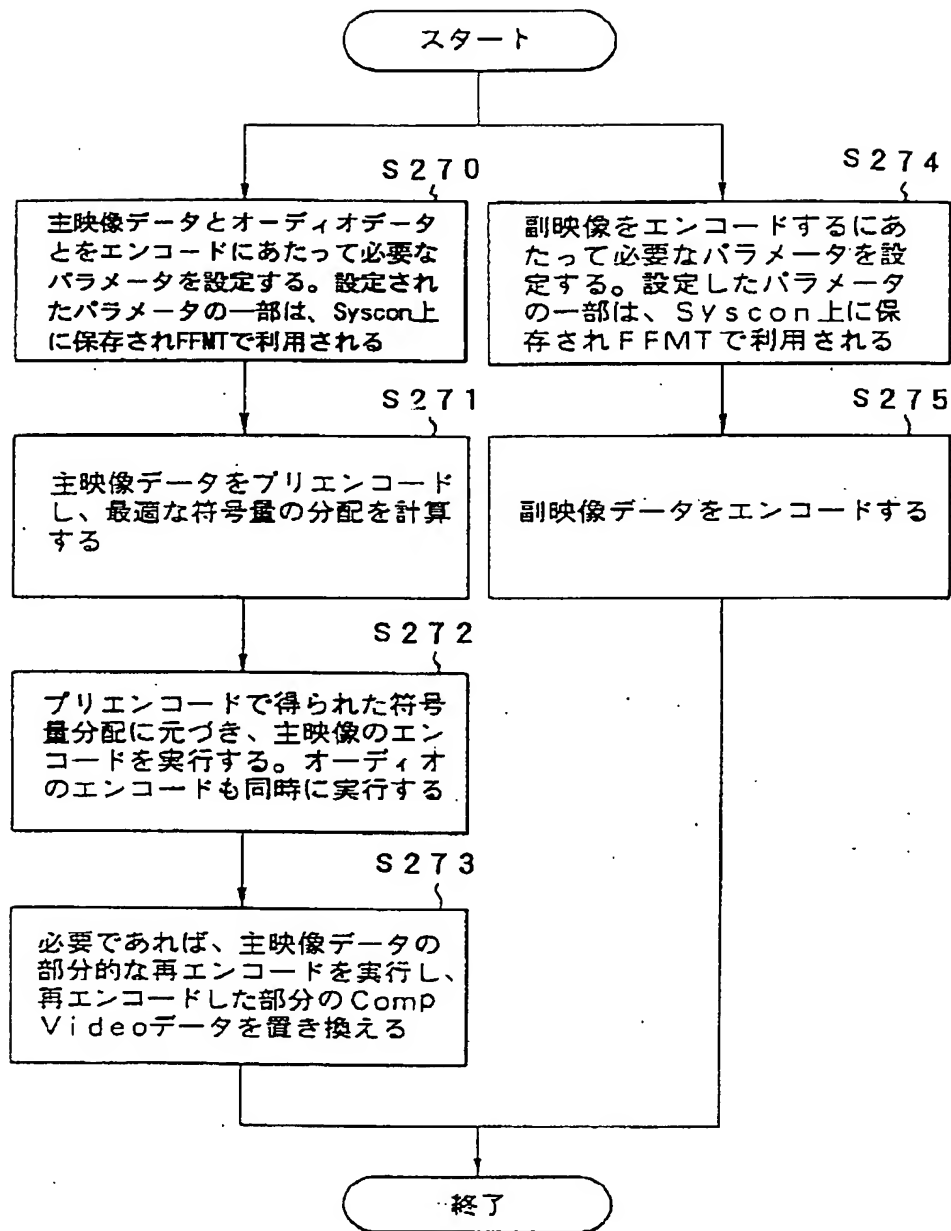 スタート
S270
主映像データとオーディオデータ
とをエンコードにあたって必要な
パラメータを設定する。設定され
たパラメータの一部は、Syscon上
に保存されFFMTで利用される
S271
主映像データをプリエンコード
し、最適な符号量の分配を計算
する
S272
プリエンコードで得られた符号
量分配に元づき、主映像のエン
コードを実行する。オーディオ
のエンコードも同時に実行する
S273
必要であれば、主映像データの
部分的な再エンコードを実行し、
再エンコードした部分のComp
Videoデータを置き換える
S274
副映像をエンコードするにあ
たって必要なパラメータを設
定する。設定したパラメータ
の一部は、Syscon上に保
存されFFMTで利用される
S275
副映像データをエンコードする
終了